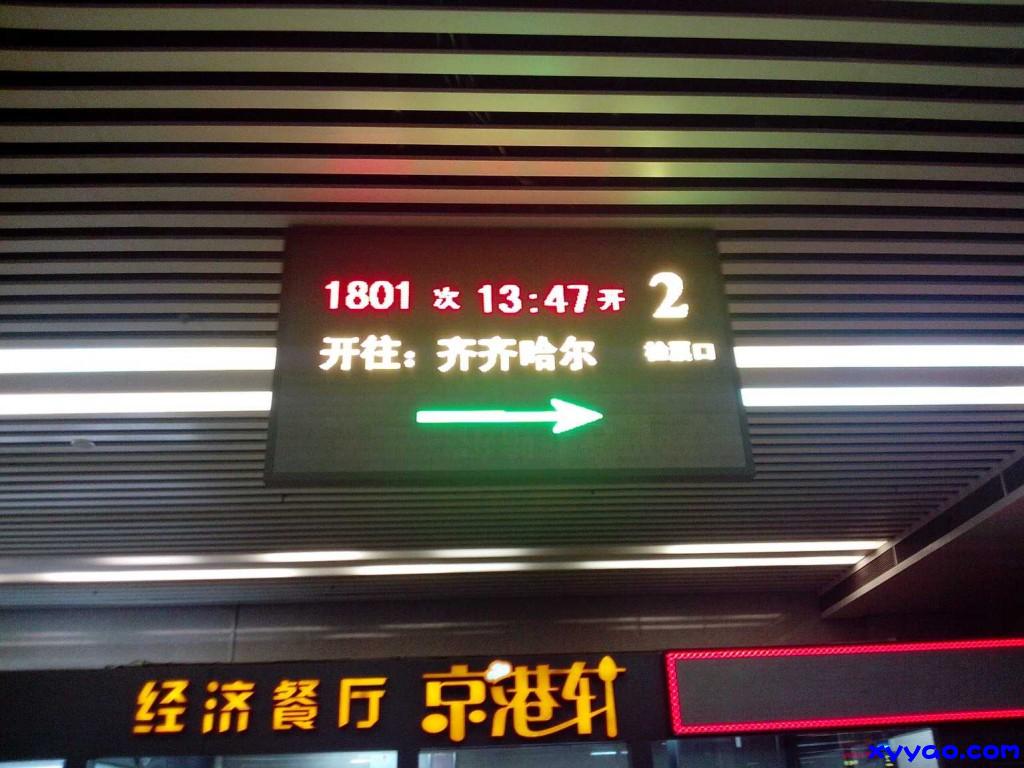 1801 次 13:47 开 2
开往：齐齐哈尔 检票口
经济餐厅 京港轩
xyyao.com